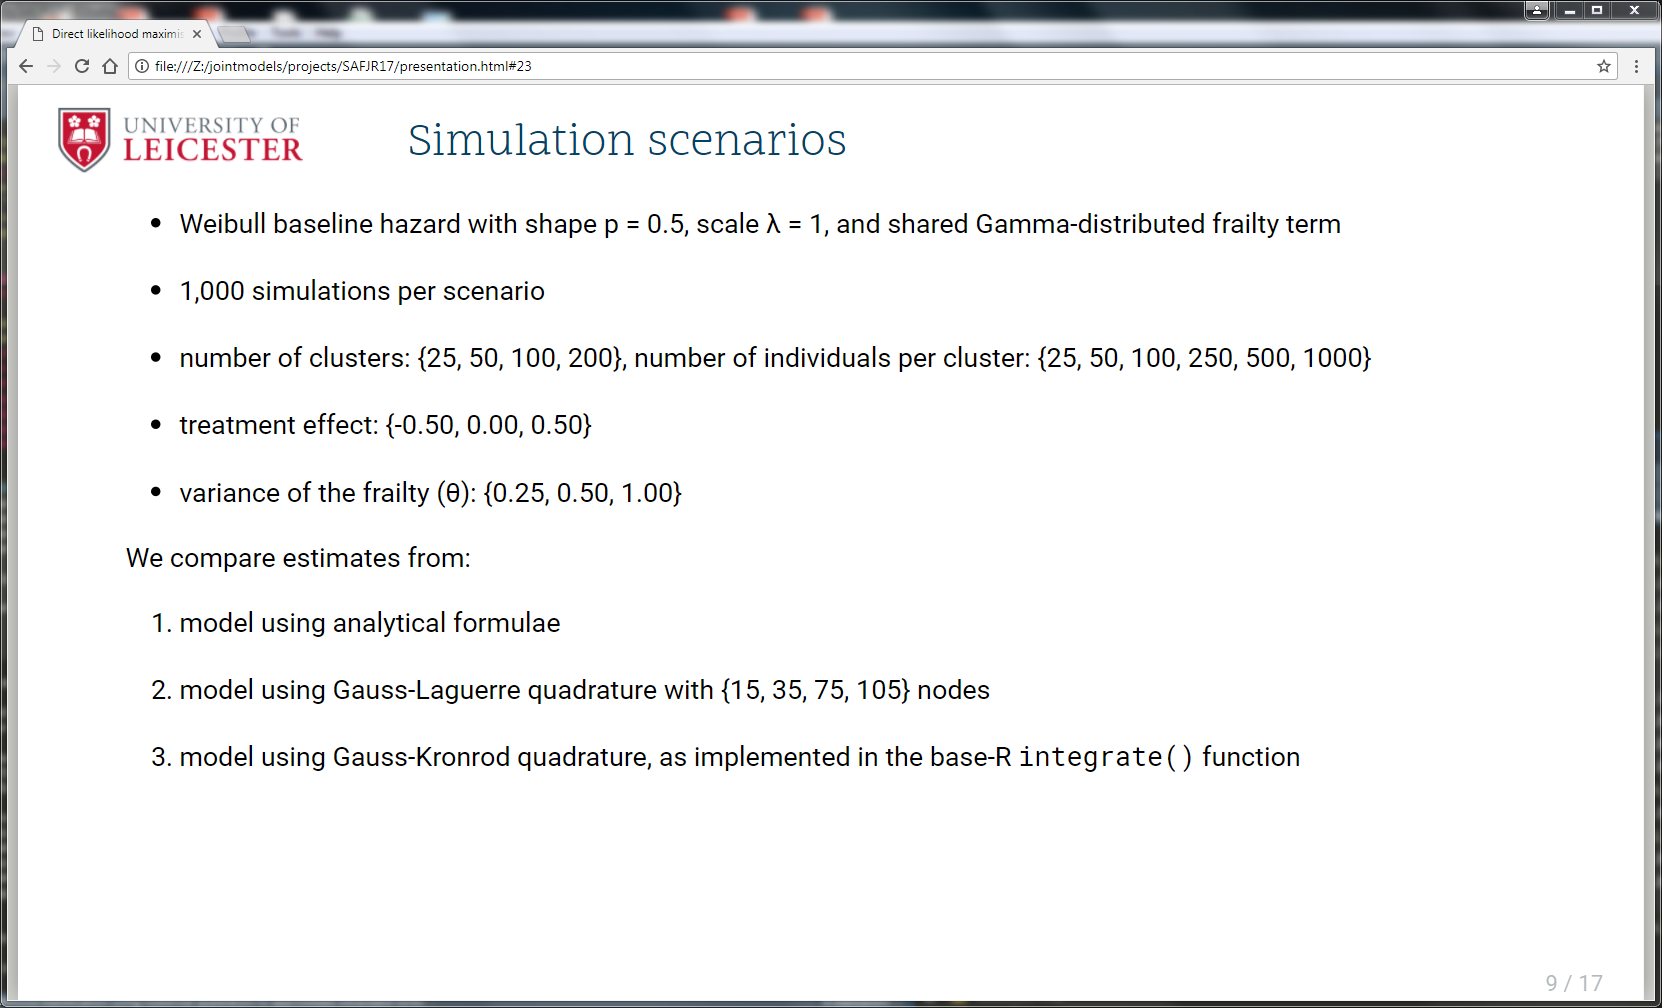 Direct likelihood maximis
file:///Z:/jointmodels/projects/SAFJR17/presentation.html#23
UNIVERSITY OF
LEICESTER
Simulation scenarios
• Weibull baseline hazard with shape p = 0.5, scale λ = 1, and shared Gamma-distributed frailty term
• 1,000 simulations per scenario
• number of clusters: {25, 50, 100, 200}, number of individuals per cluster: {25, 50, 100, 250, 500, 1000}
• treatment effect: {-0.50, 0.00, 0.50}
• variance of the frailty (θ): {0.25, 0.50, 1.00}
We compare estimates from:
1. model using analytical formulae
2. model using Gauss-Laguerre quadrature with {15, 35, 75, 105} nodes
3. model using Gauss-Kronrod quadrature, as implemented in the base-R integrate() function
9 / 17